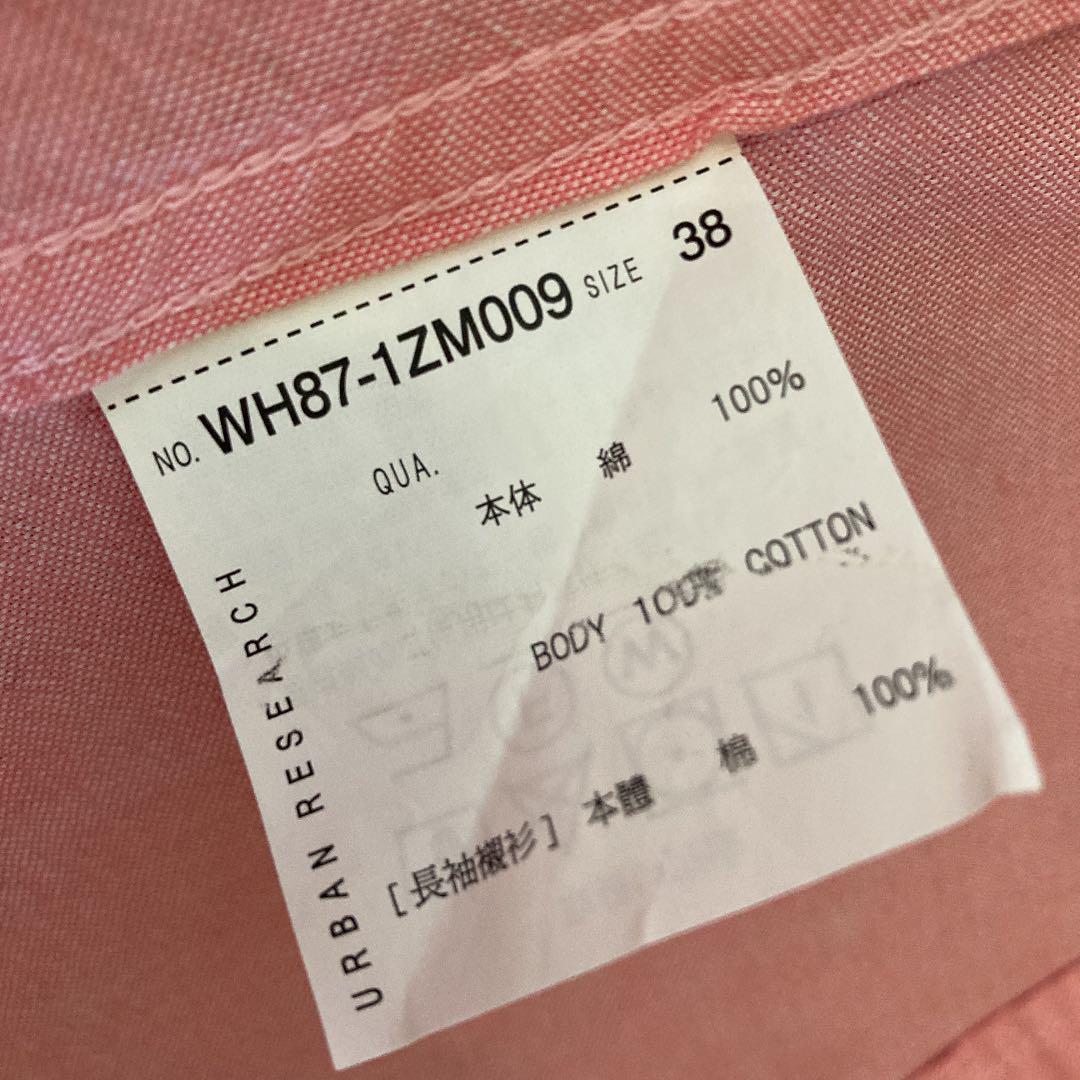 NO. WH87-1ZM009 SIZE 38
QUA.
本体 綿 100%
BODY 100% COTTON
[長袖襯衫] 本體 棉 100%
URBAN RESEARCH